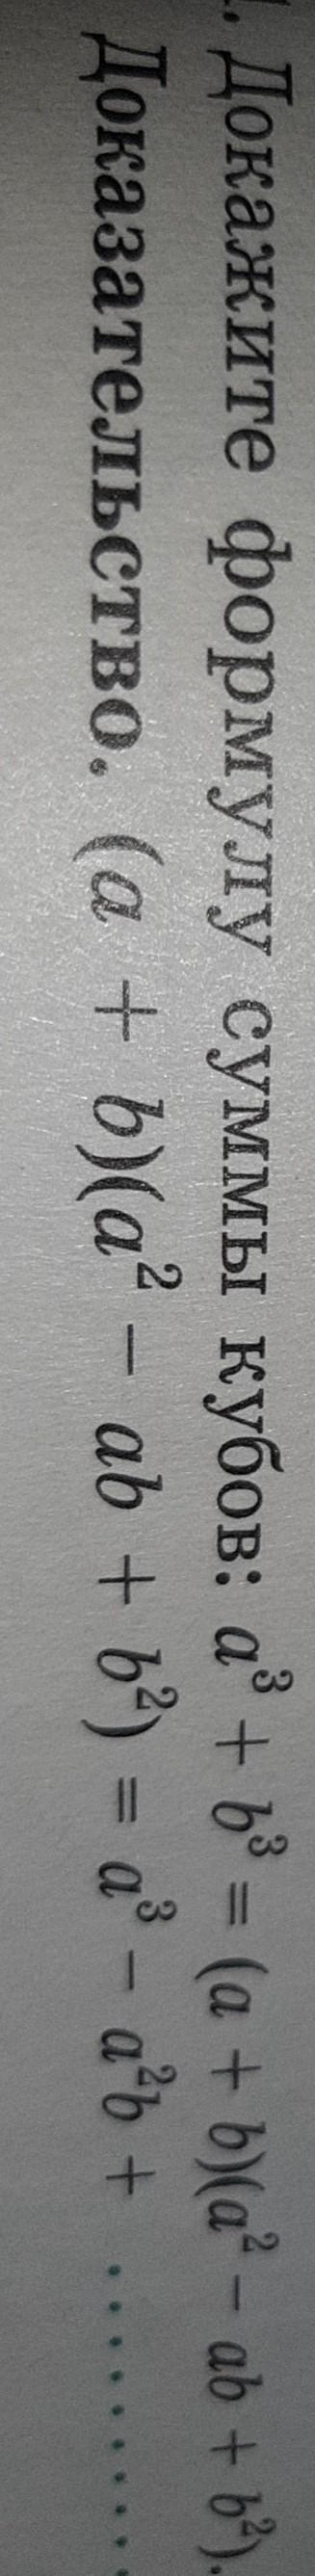 . Докажите формулу суммы кубов: a³ + b³ = (a + b)(a² − ab + b²).
Доказательство. (a + b)(a² − ab + b²) = a³ − a²b + ..........